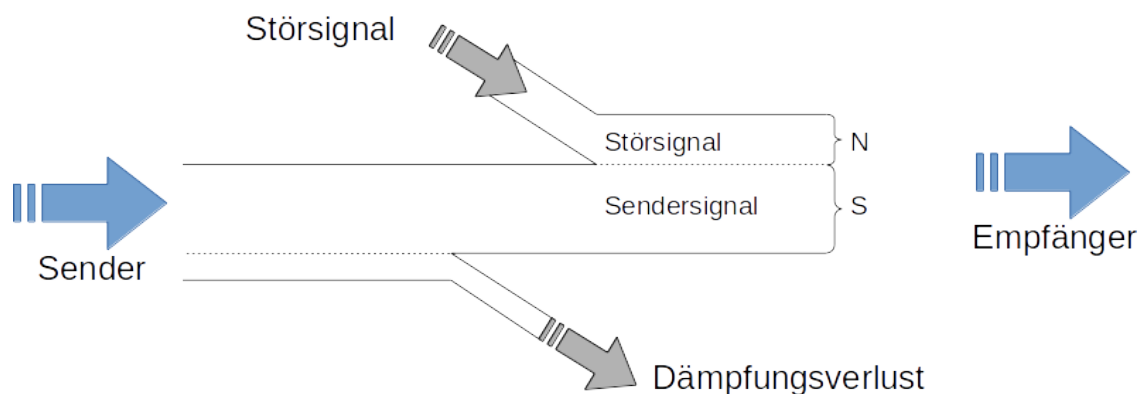 Störsignal
Störsignal
N
Sendersignal
S
Sender
Empfänger
Dämpfungsverlust